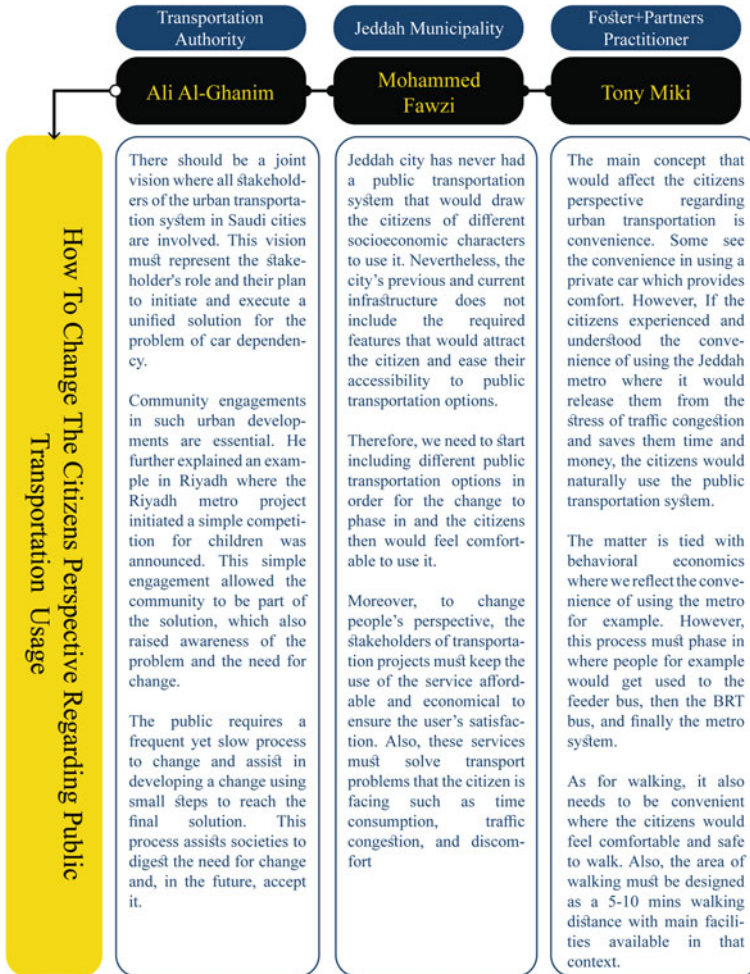 Transportation
Authority
Jeddah Municipality
Foster+Partners
Practitioner
Ali Al-Ghanim
Mohammed
Fawzi
Tony Miki
How To Change The Citizens Perspective Regarding Public
Transportation Usage
There should be a joint
vision where all stakehold-
ers of the urban transporta-
tion system in Saudi cities
are involved. This vision
must represent the stake-
holder's role and their plan
to initiate and execute a
unified solution for the
problem of car dependen-
cy.
Community engagements
in such urban develop-
ments are essential. He
further explained an exam-
ple in Riyadh where the
Riyadh metro project
initiated a simple competi-
tion for children was
announced. This simple
engagement allowed the
community to be part of
the solution, which also
raised awareness of the
problem and the need for
change.
The public requires a
frequent yet slow process
to change and assist in
developing a change using
small steps to reach the
final solution. This
process assists societies to
digest the need for change
and, in the future, accept
it.
Jeddah city has never had
a public transportation
system that would draw
the citizens of different
socioeconomic characters
to use it. Nevertheless, the
city's previous and current
infrastructure does not
include the required
features that would attract
the citizen and ease their
accessibility to public
transportation options.
Therefore, we need to start
including different public
transportation options in
order for the change to
phase in and the citizens
then would feel comfort-
able to use it.
Moreover, to change
people's perspective, the
stakeholders of transporta-
tion projects must keep the
use of the service afford-
able and economical to
ensure the user's satisfac-
tion. Also, these services
must solve transport
problems that the citizen is
facing such as time
consumption, traffic
congestion, and discom-
fort
The main concept that
would affect the citizens
perspective regarding
urban transportation is
convenience. Some see
the convenience in using a
private car which provides
comfort. However, If the
citizens experienced and
understood the conve-
nience of using the Jeddah
metro where it would
release them from the
stress of traffic congestion
and saves them time and
money, the citizens would
naturally use the public
transportation system.
The matter is tied with
behavioral economics
where we reflect the conve-
nience of using the metro
for example. However,
this process must phase in
where people for example
would get used to the
feeder bus, then the BRT
bus, and finally the metro
system.
As for walking, it also
needs to be convenient
where the citizens would
feel comfortable and safe
to walk. Also, the area of
walking must be designed
as a 5-10 mins walking
distance with main facili-
ties available in that
context.